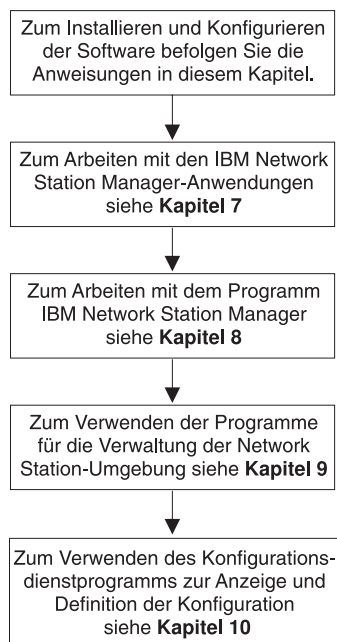 Zum Installieren und Konfigurieren
der Software befolgen Sie die
Anweisungen in diesem Kapitel.
Zum Arbeiten mit den IBM Network
Station Manager-Anwendungen
siehe Kapitel 7
Zum Arbeiten mit dem Programm
IBM Network Station Manager
siehe Kapitel 8
Zum Verwenden der Programme
für die Verwaltung der Network
Station-Umgebung siehe Kapitel 9
Zum Verwenden des Konfigurations-
dienstprogramms zur Anzeige und
Definition der Konfiguration
siehe Kapitel 10